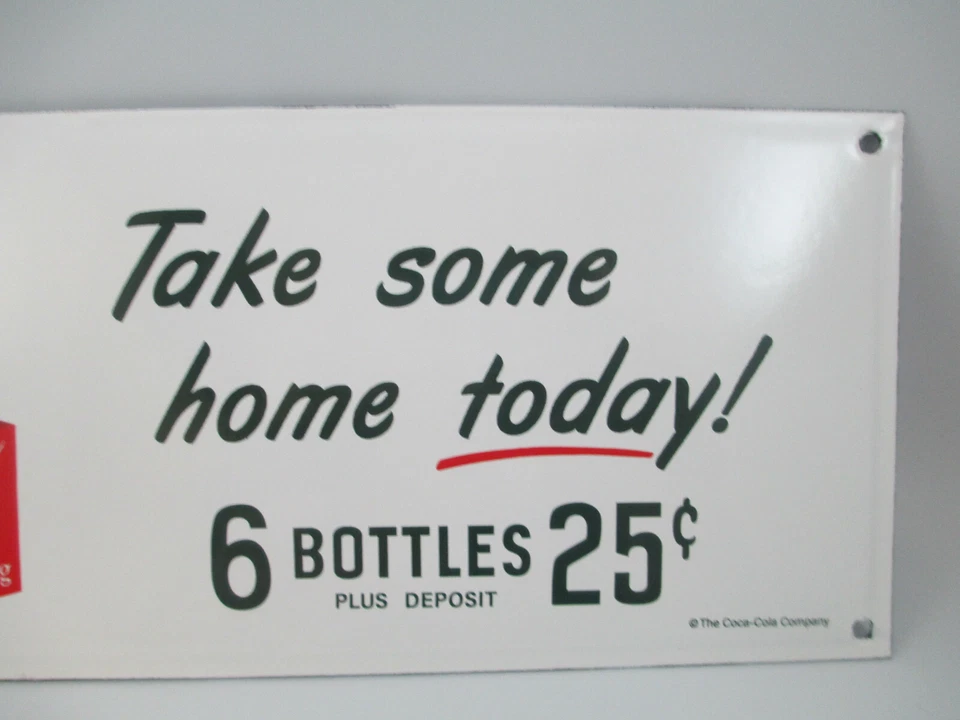 Take some
home today!
6 BOTTLES 25¢
PLUS DEPOSIT
© The Coca-Cola Company